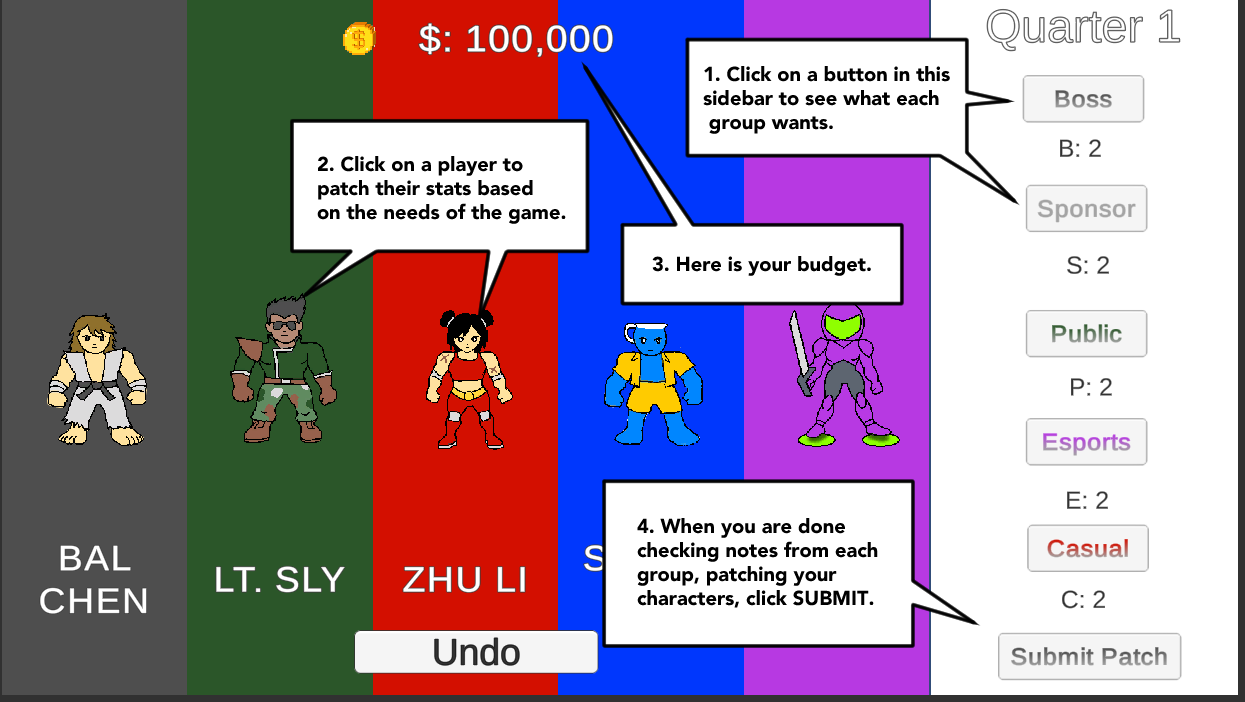 $: 100,000
Quarter 1
1. Click on a button in this
sidebar to see what each
group wants.
Boss
B: 2
2. Click on a player to
patch their stats based
on the needs of the game.
Sponsor
S: 2
3. Here is your budget.
Public
P: 2
Esports
E: 2
4. When you are done
checking notes from each
group, patching your
characters, click SUBMIT.
Casual
C: 2
BAL
CHEN
LT. SLY
ZHU LI
S
Undo
Submit Patch